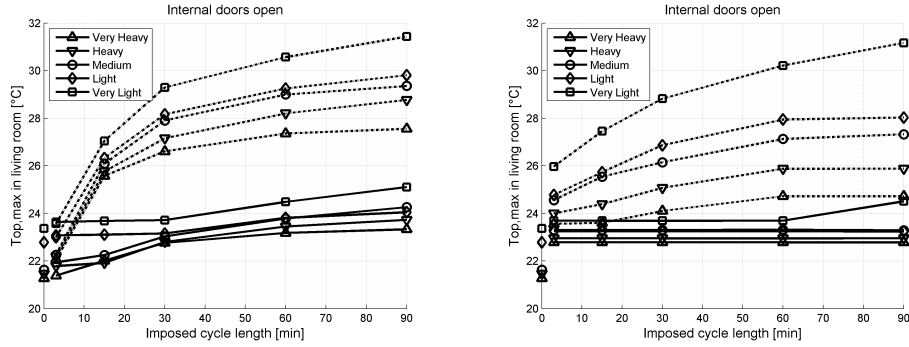 Internal doors open
Top,max in living room [°C]
32
30
28
26
24
22
20
Very Heavy
Heavy
Medium
Light
Very Light
0 10 20 30 40 50 60 70 80 90
Imposed cycle length [min]
Internal doors open
Top,max in living room [°C]
32
30
28
26
24
22
20
Very Heavy
Heavy
Medium
Light
Very Light
0 10 20 30 40 50 60 70 80 90
Imposed cycle length [min]